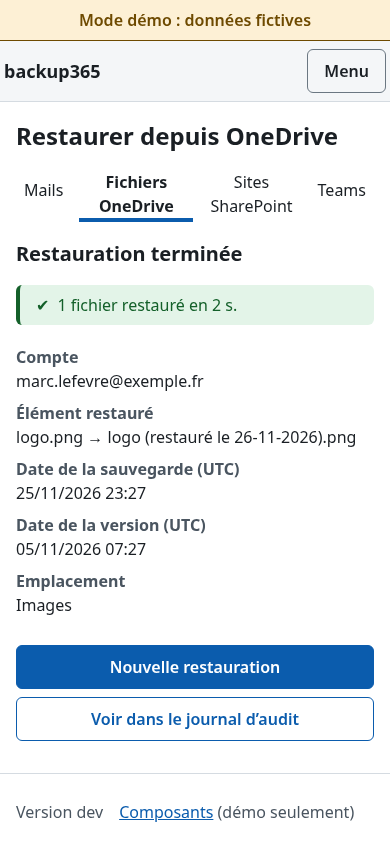 Mode démo : données fictives
backup365
Menu
Restaurer depuis OneDrive
Mails
Fichiers
OneDrive
Sites
SharePoint
Teams
Restauration terminée
✔ 1 fichier restauré en 2 s.
Compte
marc.lefevre@exemple.fr
Élément restauré
logo.png → logo (restauré le 26-11-2026).png
Date de la sauvegarde (UTC)
25/11/2026 23:27
Date de la version (UTC)
05/11/2026 07:27
Emplacement
Images
Nouvelle restauration
Voir dans le journal d’audit
Version dev Composants (démo seulement)